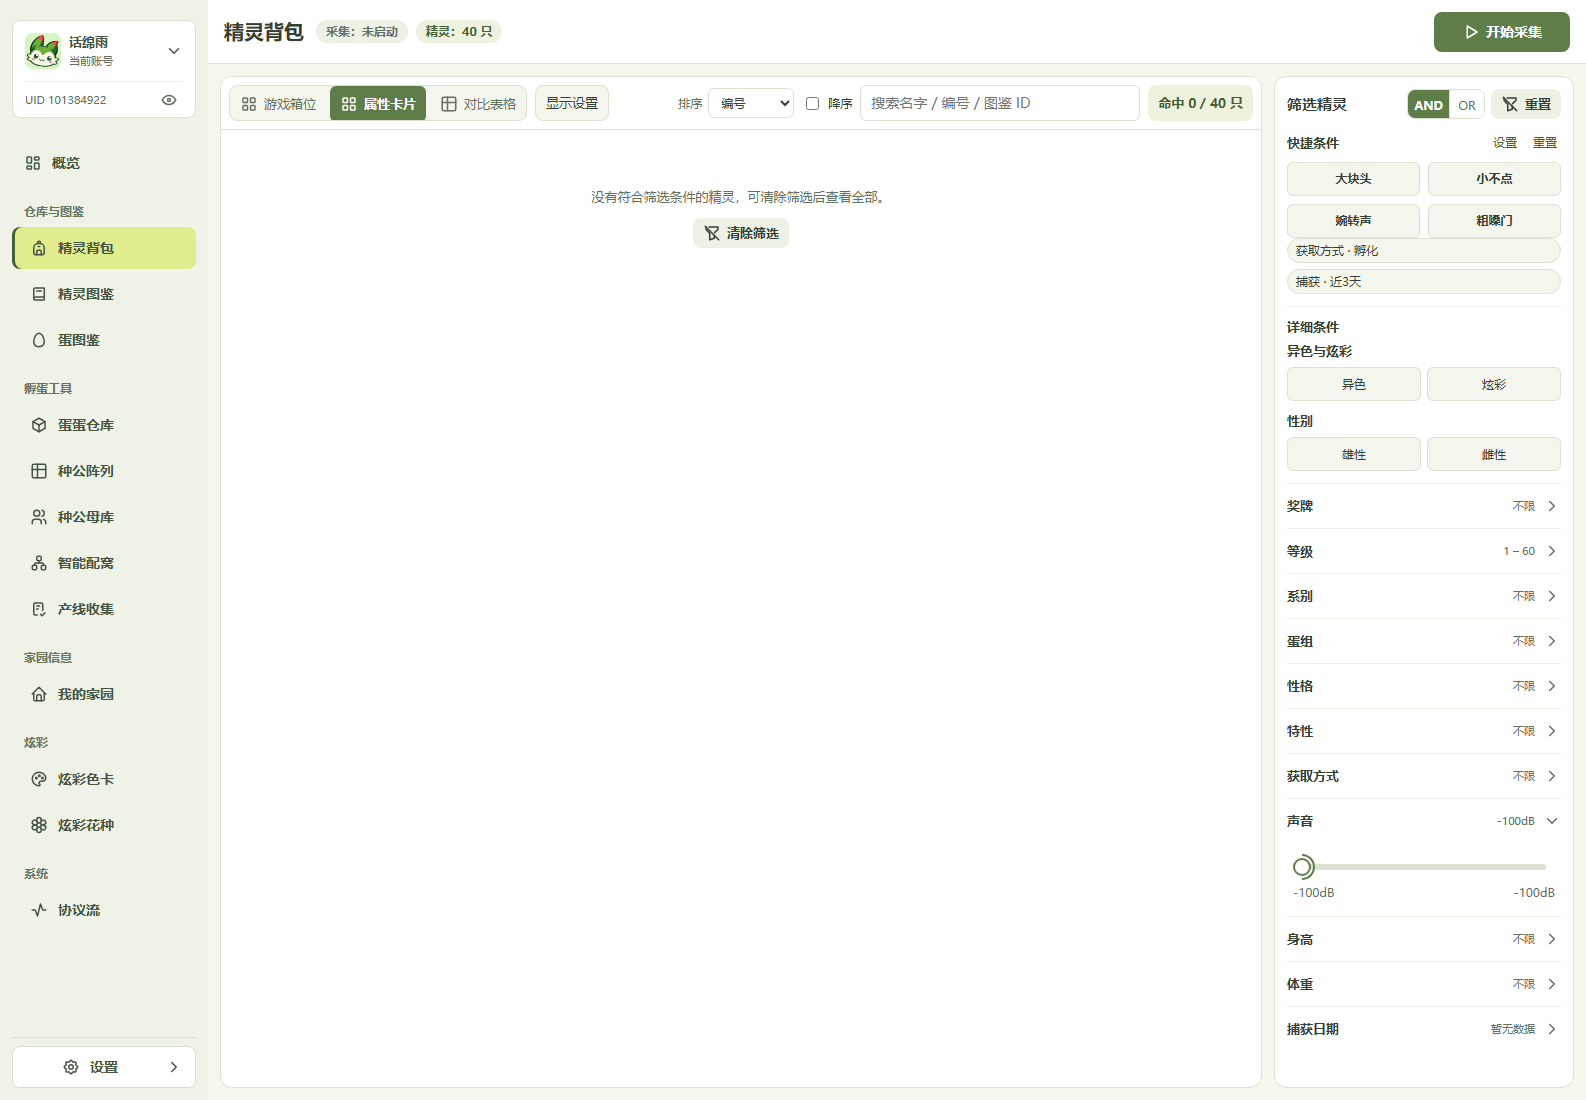 话绵雨
当前账号
UID 101384922
概览
仓库与图鉴
精灵背包
精灵图鉴
蛋图鉴
孵蛋工具
蛋蛋仓库
种公阵列
种公母库
智能配窝
产线收集
家园信息
我的家园
炫彩
炫彩色卡
炫彩花种
系统
协议流
设置
精灵背包 采集：未启动 精灵：40 只
开始采集
游戏箱位 属性卡片 对比表格 显示设置 排序 编号 降序 搜索名字 / 编号 / 图鉴 ID 命中 0 / 40 只
没有符合筛选条件的精灵，可清除筛选后查看全部。
清除筛选
筛选精灵 AND OR 重置
快捷条件 设置 重置
大块头 小不点
婉转声 粗嗓门
获取方式 · 孵化
捕获 · 近3天
详细条件
异色与炫彩
异色 炫彩
性别
雄性 雌性
奖牌 不限
等级 1 – 60
系别 不限
蛋组 不限
性格 不限
特性 不限
获取方式 不限
声音 -100dB
-100dB -100dB
身高 不限
体重 不限
捕获日期 暂无数据